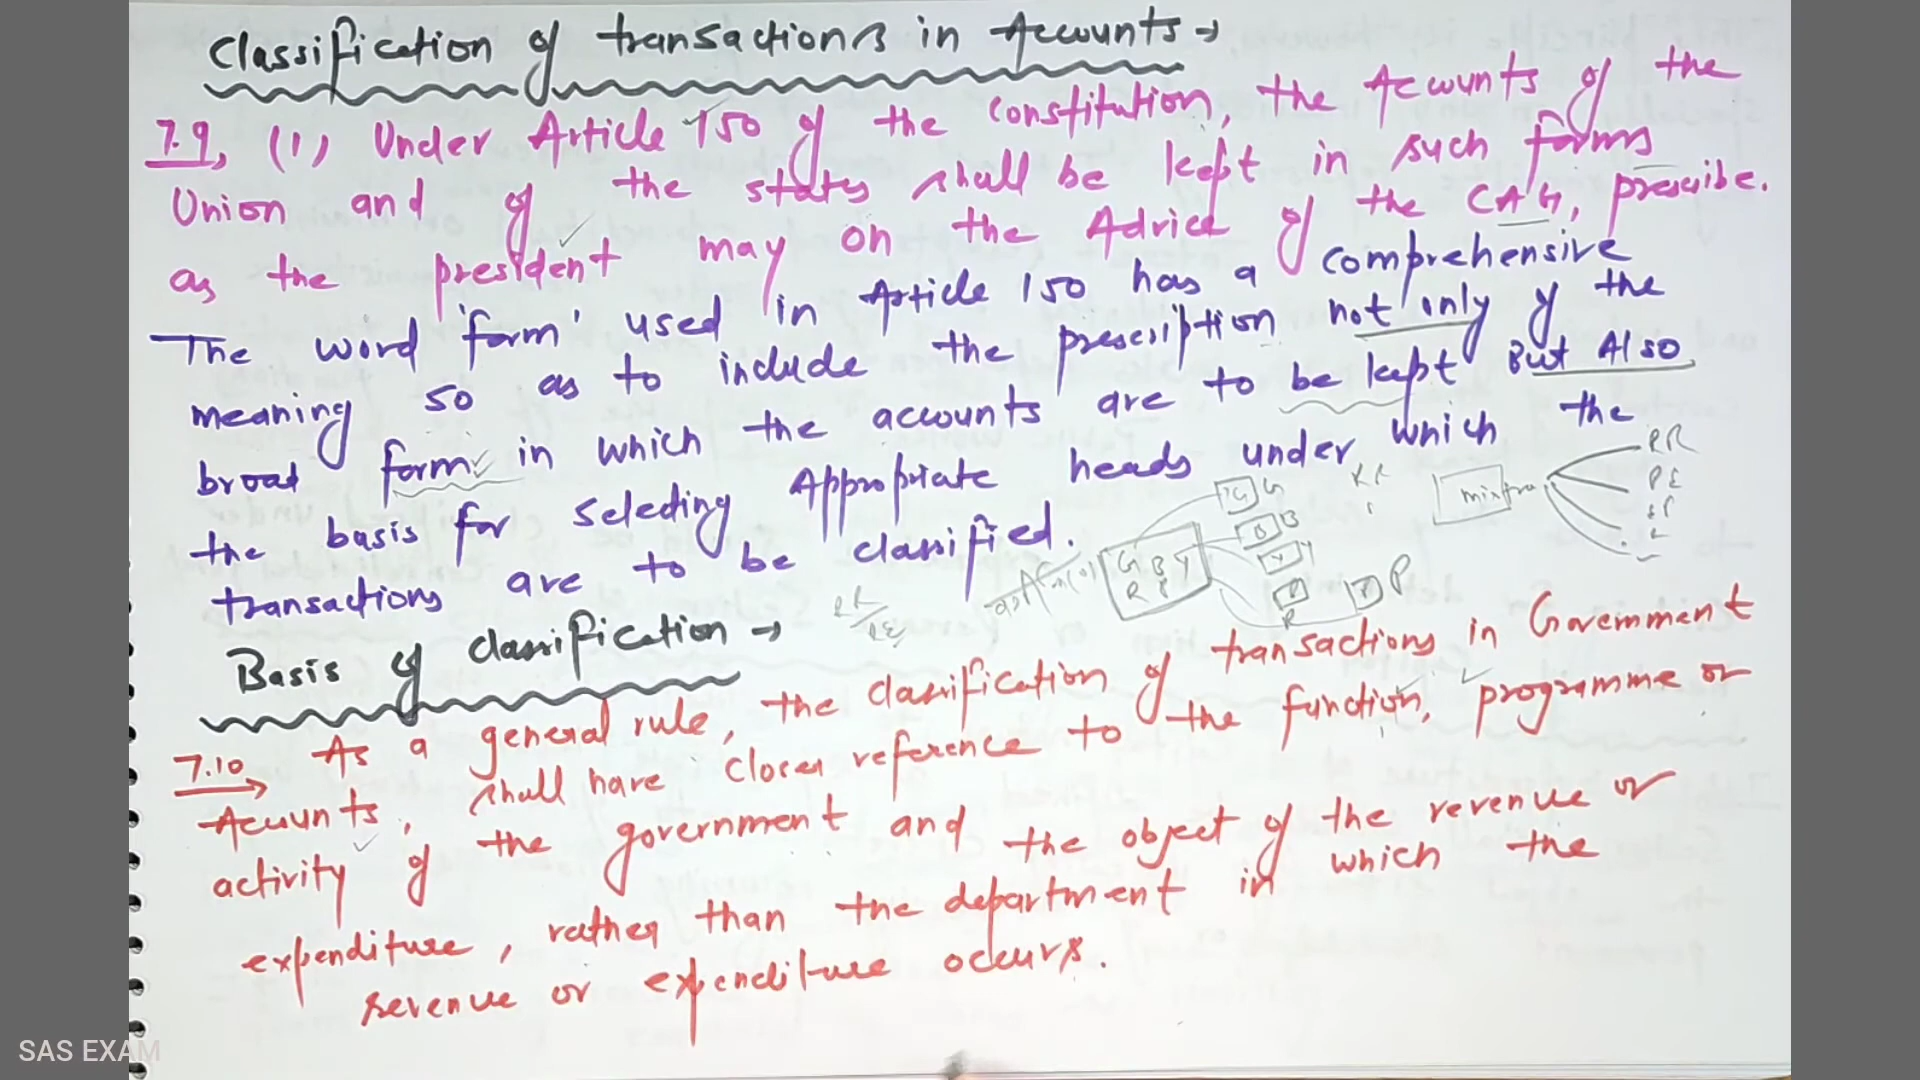 Classification of transactions in Accounts →
7.9, (1) Under Article 150 of the constitution, the Accounts of the
Union and of the states shall be kept in such forms
as the president may on the Advice of the CAG, prescribe.
The word 'form' used in Article 150 has a comprehensive
meaning so as to include the prescription not only of the
broad form in which the accounts are to be kept But Also
the basis for selecting Appropriate heads under which the
transactions are to be classified.
RR
PE
mixture
G B Y
R P
G
B
Y
R
P
Basis of classification →
7.10 → As a general rule, the classification of transactions in Government
Accounts, shall have closer reference to the function, programme or
activity of the government and the object of the revenue or
expenditure, rather than the department in which the
revenue or expenditure occurs.
SAS EXAM